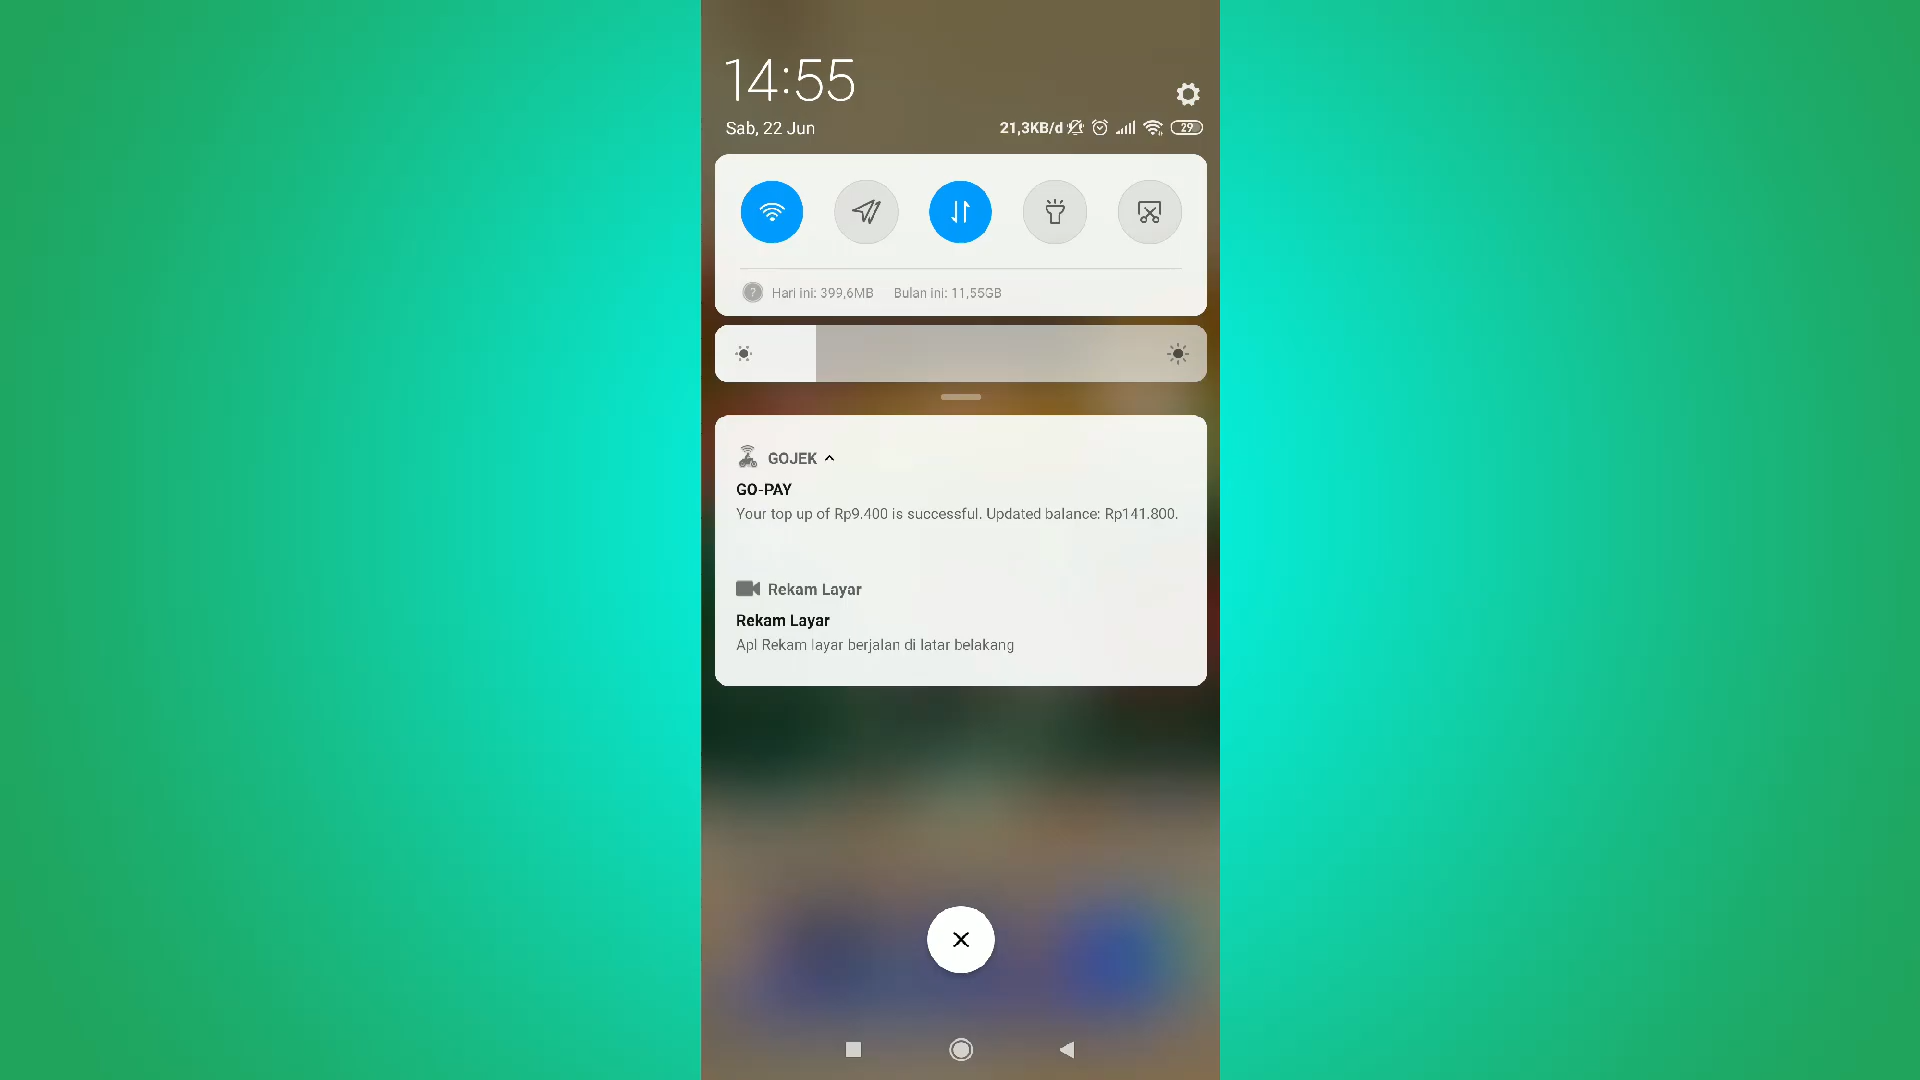 14:55
Sab, 22 Jun
21,3KB/d
29
Hari ini: 399,6MB Bulan ini: 11,55GB
GOJEK
GO-PAY
Your top up of Rp9.400 is successful. Updated balance: Rp141.800.
Rekam Layar
Rekam Layar
Apl Rekam layar berjalan di latar belakang